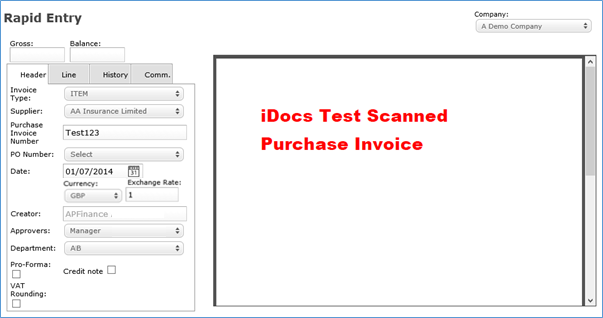 Rapid Entry
Company:
A Demo Company
Gross: Balance:
Header Line History Comm.
Invoice Type: ITEM
Supplier: AA Insurance Limited
Purchase Invoice Number Test123
PO Number: Select
Date: 01/07/2014 31
Currency: Exchange Rate:
GBP 1
Creator: APFinance .
Approvers: Manager
Department: AB
Pro-Forma: Credit note
VAT Rounding:
iDocs Test Scanned
Purchase Invoice